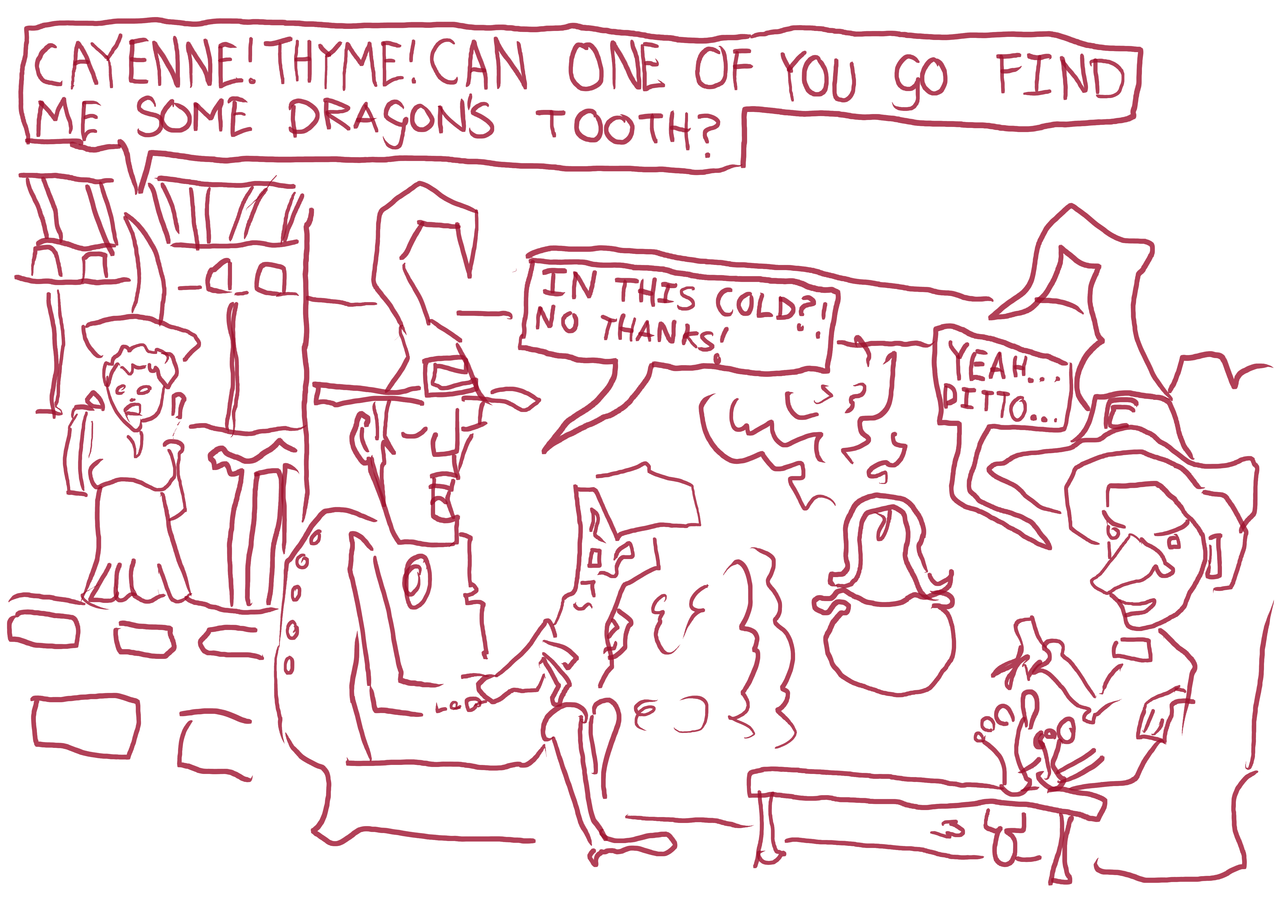 CAYENNE! THYME! CAN ONE OF YOU GO FIND
ME SOME DRAGON'S TOOTH?
IN THIS COLD?!
NO THANKS!
YEAH...
DITTO...